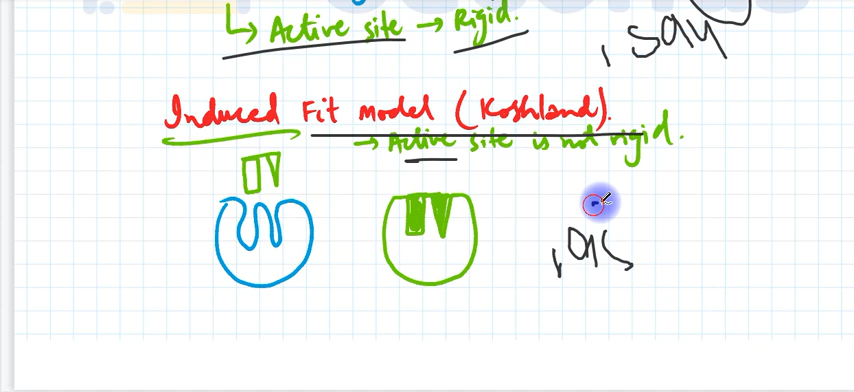 ↳ Active site → Rigid.
Induced Fit Model (Koshland).
→ Active site is not rigid.